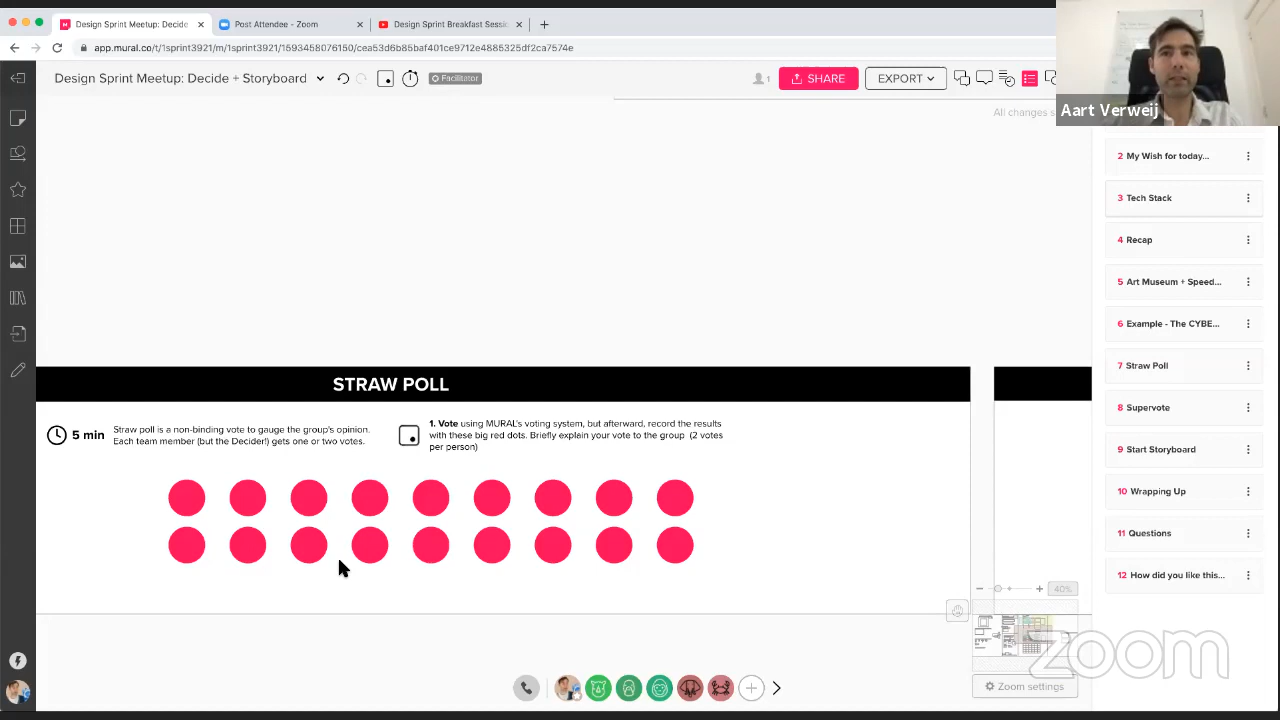 Design Sprint Meetup: Decide
Post Attendee - Zoom
Design Sprint Breakfast Sessi
app.mural.co/t/1sprint3921/m/1sprint3921/1593458076150/cea53d6b85baf401ce9712e4885325df2ca7574e
Design Sprint Meetup: Decide + Storyboard
Facilitator
1
SHARE
EXPORT
Aart Verweij
All changes s
2 My Wish for today...
3 Tech Stack
4 Recap
5 Art Museum + Speed...
6 Example - The CYBE...
7 Straw Poll
8 Supervote
9 Start Storyboard
10 Wrapping Up
11 Questions
12 How did you like this...
STRAW POLL
5 min
Straw poll is a non-binding vote to gauge the group's opinion.
Each team member (but the Decider!) gets one or two votes.
1. Vote using MURAL's voting system, but afterward, record the results
with these big red dots. Briefly explain your vote to the group (2 votes
per person)
40%
Zoom settings
zoom